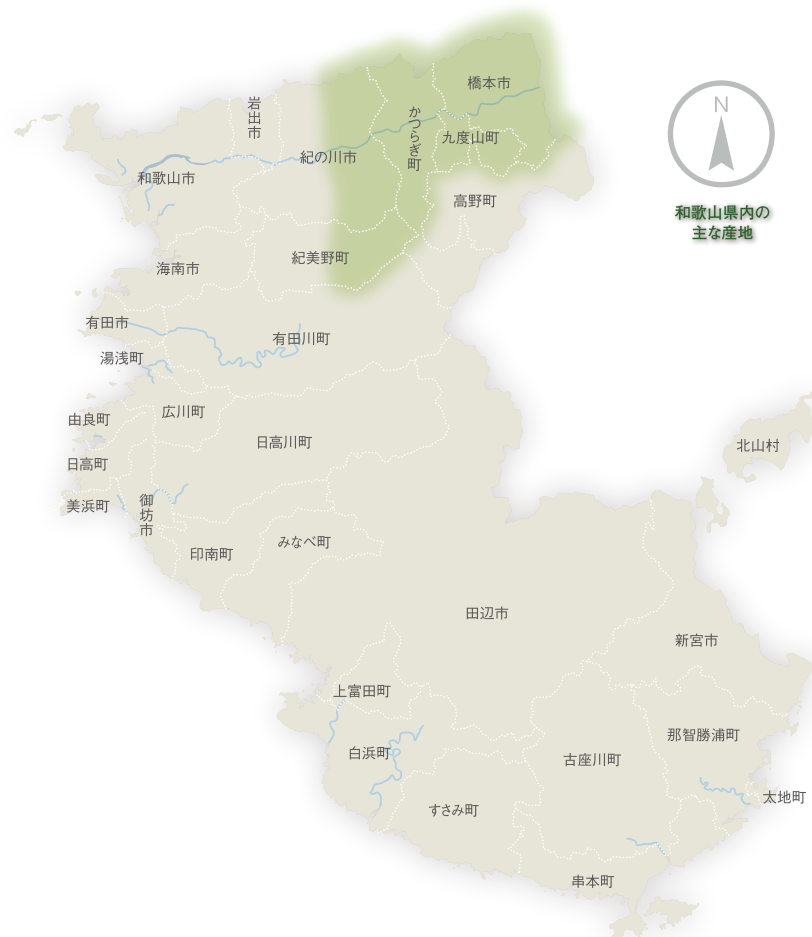 橋本市
岩出市
かつらぎ町
九度山町
紀の川市
和歌山市
高野町
N
和歌山県内の
主な産地
紀美野町
海南市
有田市
有田川町
湯浅町
広川町
由良町
日高川町
北山村
日高町
美浜町
御坊市
みなべ町
印南町
田辺市
新宮市
上富田町
那智勝浦町
白浜町
古座川町
太地町
すさみ町
串本町